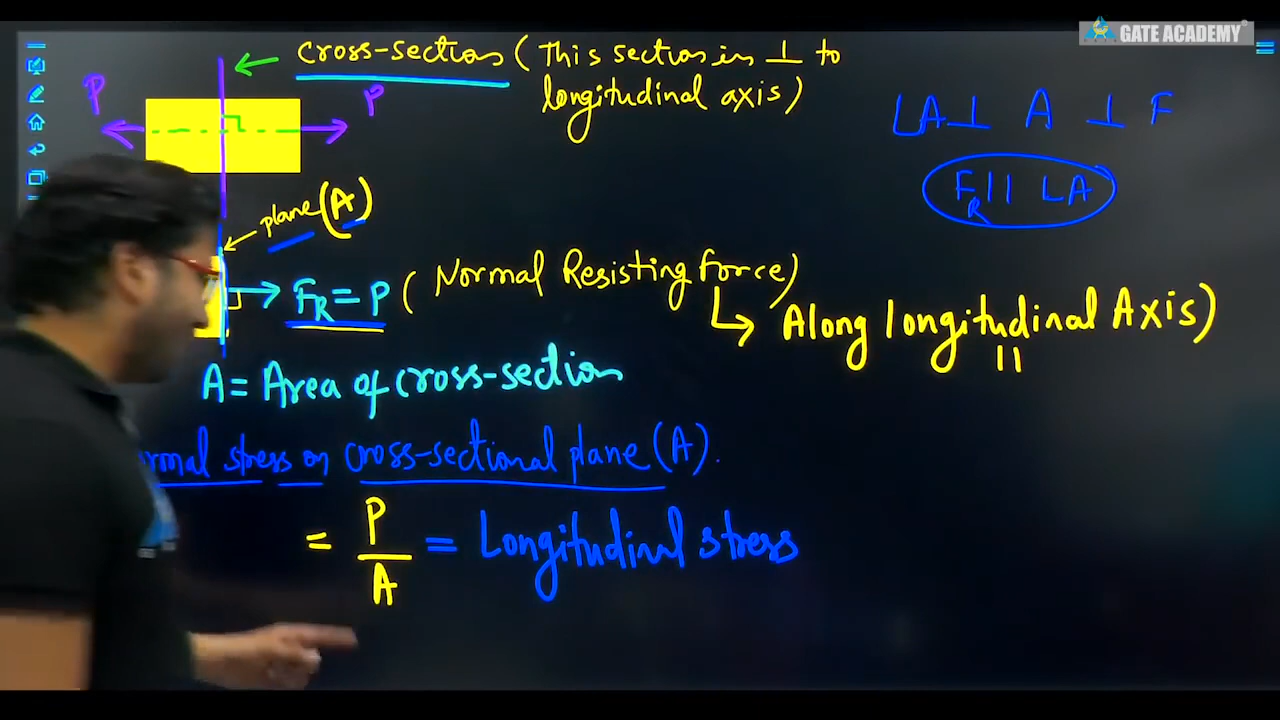 GATE ACADEMY
cross-section (This section is ⊥ to
longitudinal axis)
P
P
LA ⊥ A ⊥ F
FR || LA
plane (A)
FR = P (Normal Resisting force)
Along longitudinal Axis)
||
A = Area of cross-section
rmal stress on cross-sectional plane (A).
= P/A = Longitudinal stress